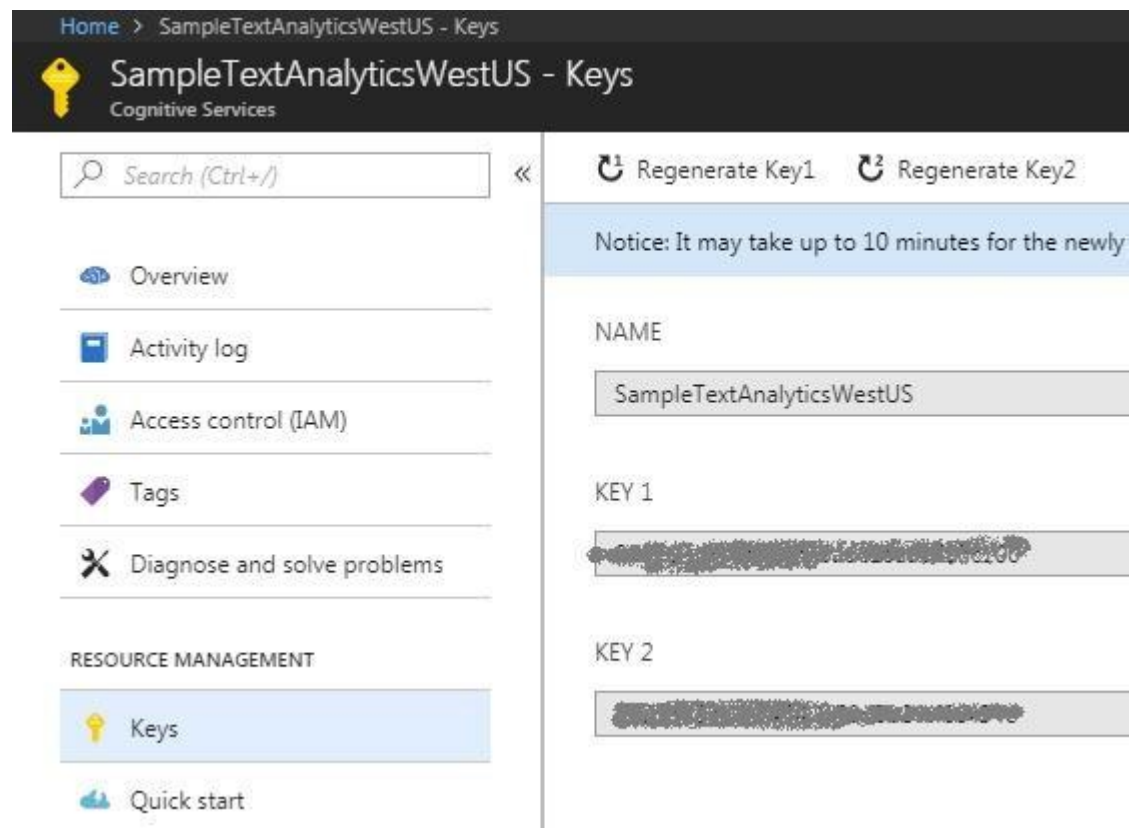 Home > SampleTextAnalyticsWestUS - Keys
SampleTextAnalyticsWestUS - Keys
Cognitive Services
Search (Ctrl+/)
«
Overview
Activity log
Access control (IAM)
Tags
Diagnose and solve problems
RESOURCE MANAGEMENT
Keys
Quick start
Regenerate Key1 Regenerate Key2
Notice: It may take up to 10 minutes for the newly
NAME
SampleTextAnalyticsWestUS
KEY 1
KEY 2